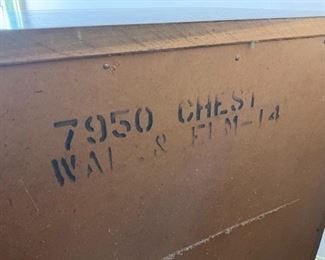 7950 CHEST
WAL. & ELM-14